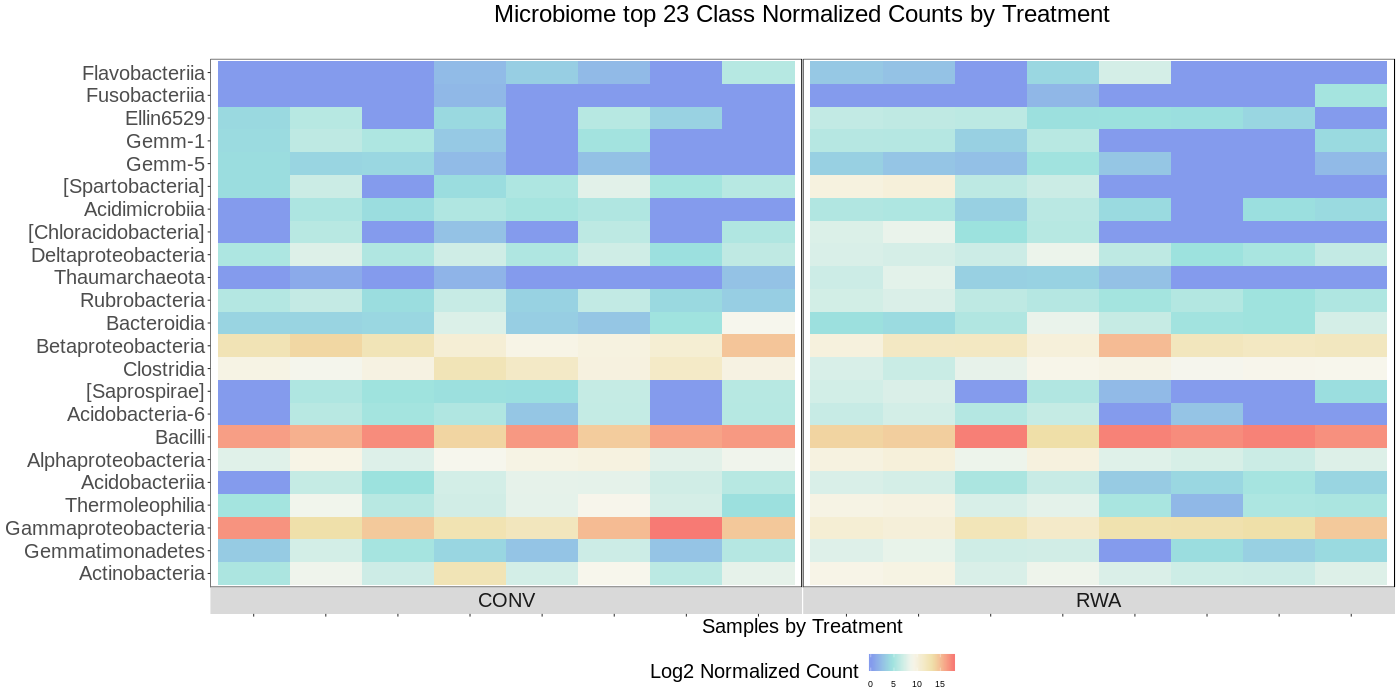 Microbiome top 23 Class Normalized Counts by Treatment
Flavobacteriia
Fusobacteriia
Ellin6529
Gemm-1
Gemm-5
[Spartobacteria]
Acidimicrobiia
[Chloracidobacteria]
Deltaproteobacteria
Thaumarchaeota
Rubrobacteria
Bacteroidia
Betaproteobacteria
Clostridia
[Saprospirae]
Acidobacteria-6
Bacilli
Alphaproteobacteria
Acidobacteriia
Thermoleophilia
Gammaproteobacteria
Gemmatimonadetes
Actinobacteria
CONV RWA
Samples by Treatment
Log2 Normalized Count
0 5 10 15